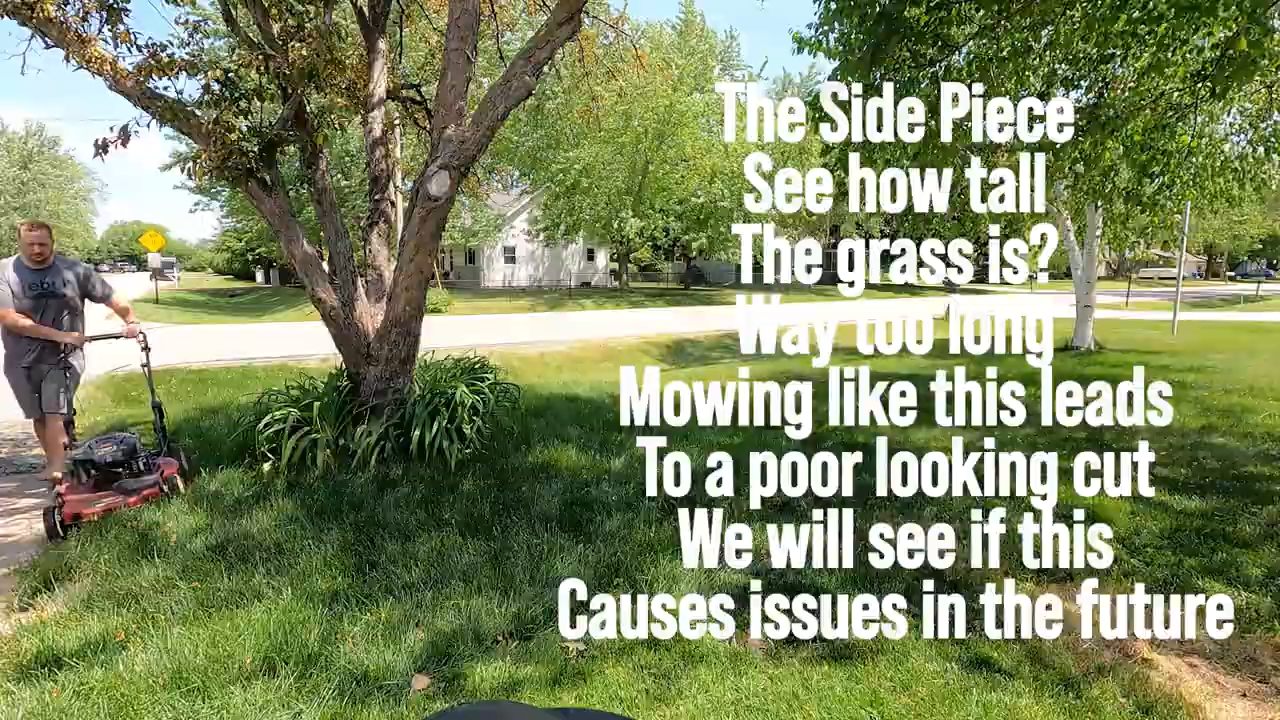 The Side Piece
See how tall
The grass is?
Way too long
Mowing like this leads
To a poor looking cut
We will see if this
Causes issues in the future